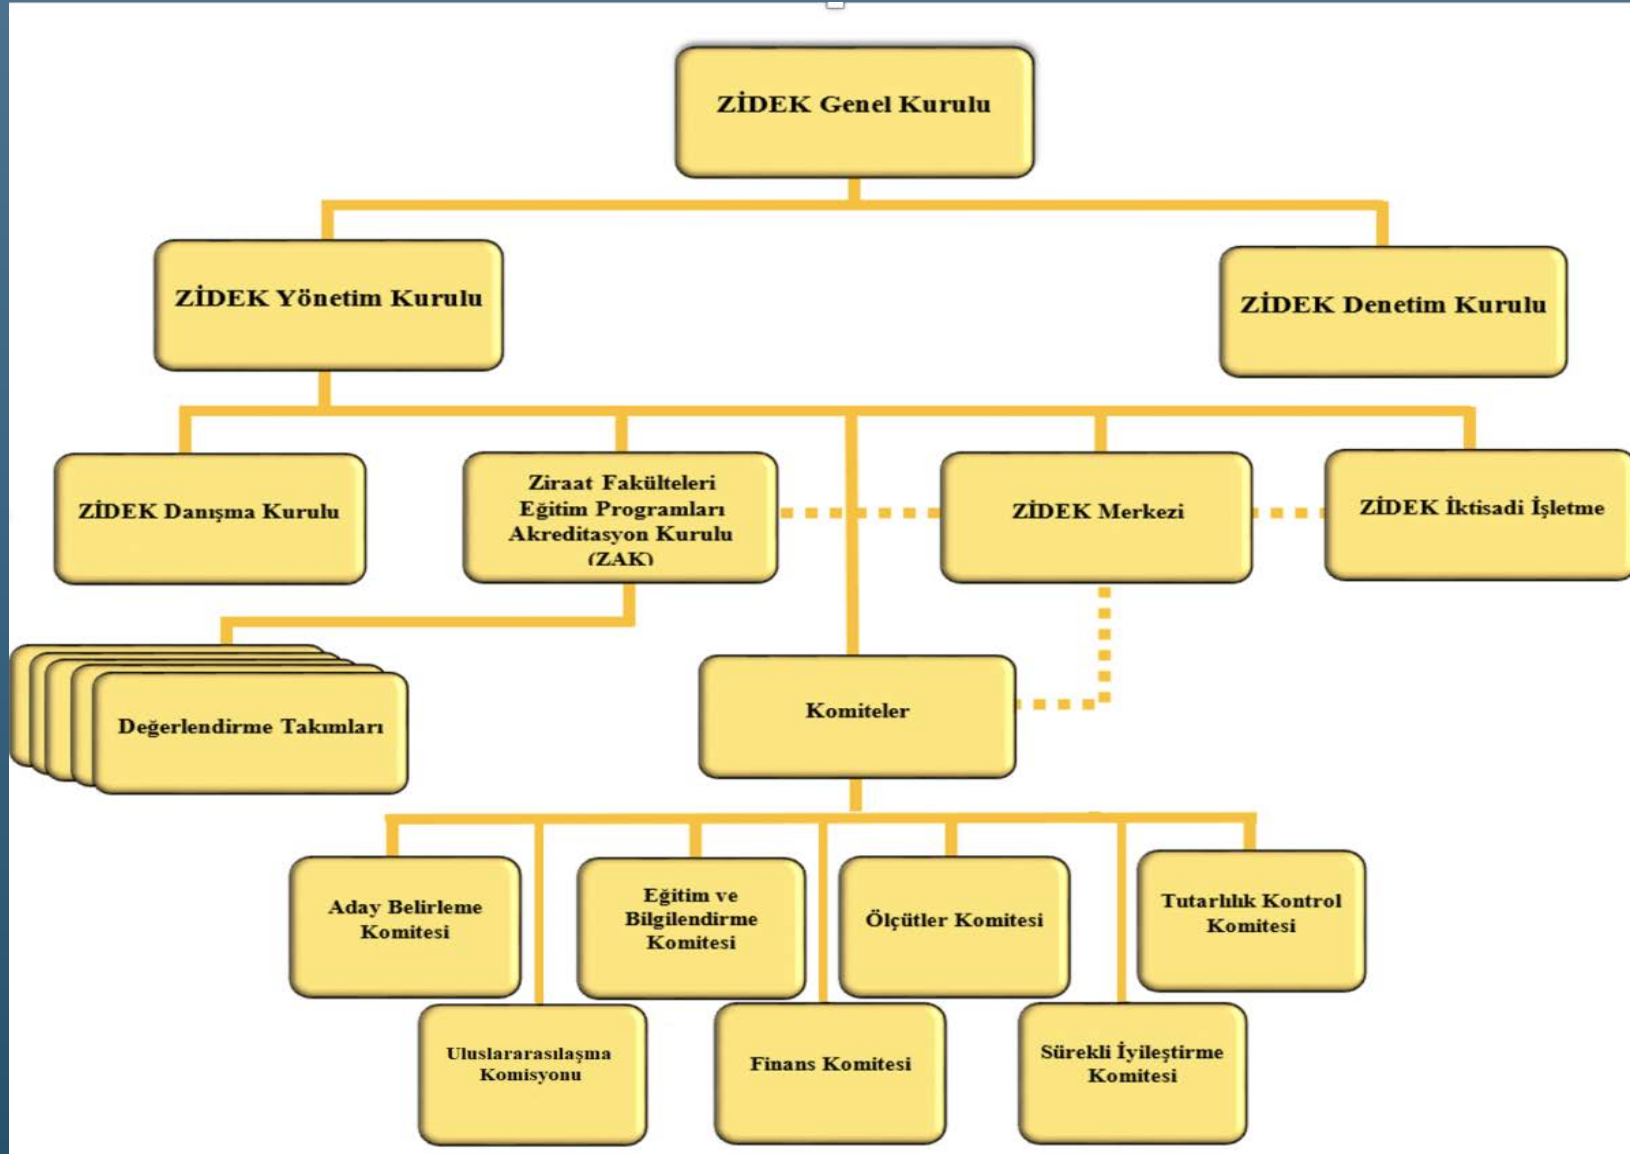 ZİDEK Genel Kurulu
ZİDEK Yönetim Kurulu
ZİDEK Denetim Kurulu
ZİDEK Danışma Kurulu
Ziraat Fakülteleri
Eğitim Programları
Akreditasyon Kurulu
(ZAK)
ZİDEK Merkezi
ZİDEK İktisadi İşletme
Değerlendirme Takımları
Komiteler
Aday Belirleme
Komitesi
Eğitim ve
Bilgilendirme
Komitesi
Ölçütler Komitesi
Tutarlılık Kontrol
Komitesi
Uluslararasılaşma
Komisyonu
Finans Komitesi
Sürekli İyileştirme
Komitesi